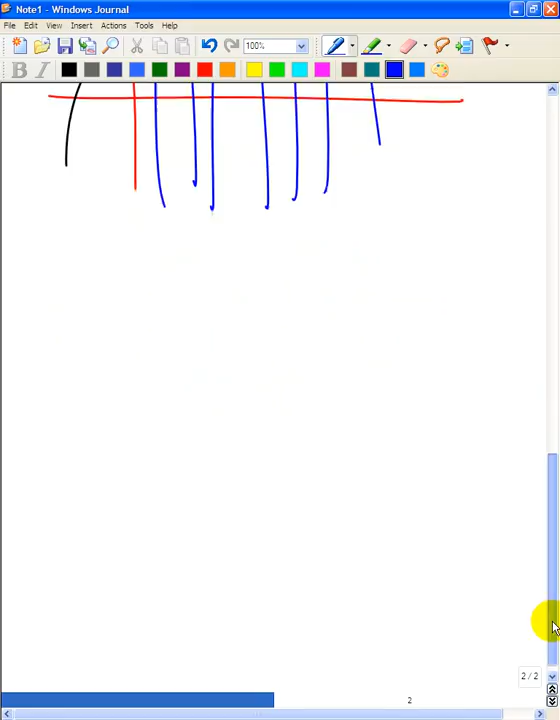 Note1 - Windows Journal
File Edit View Insert Actions Tools Help
100%
B I
2 / 2
2